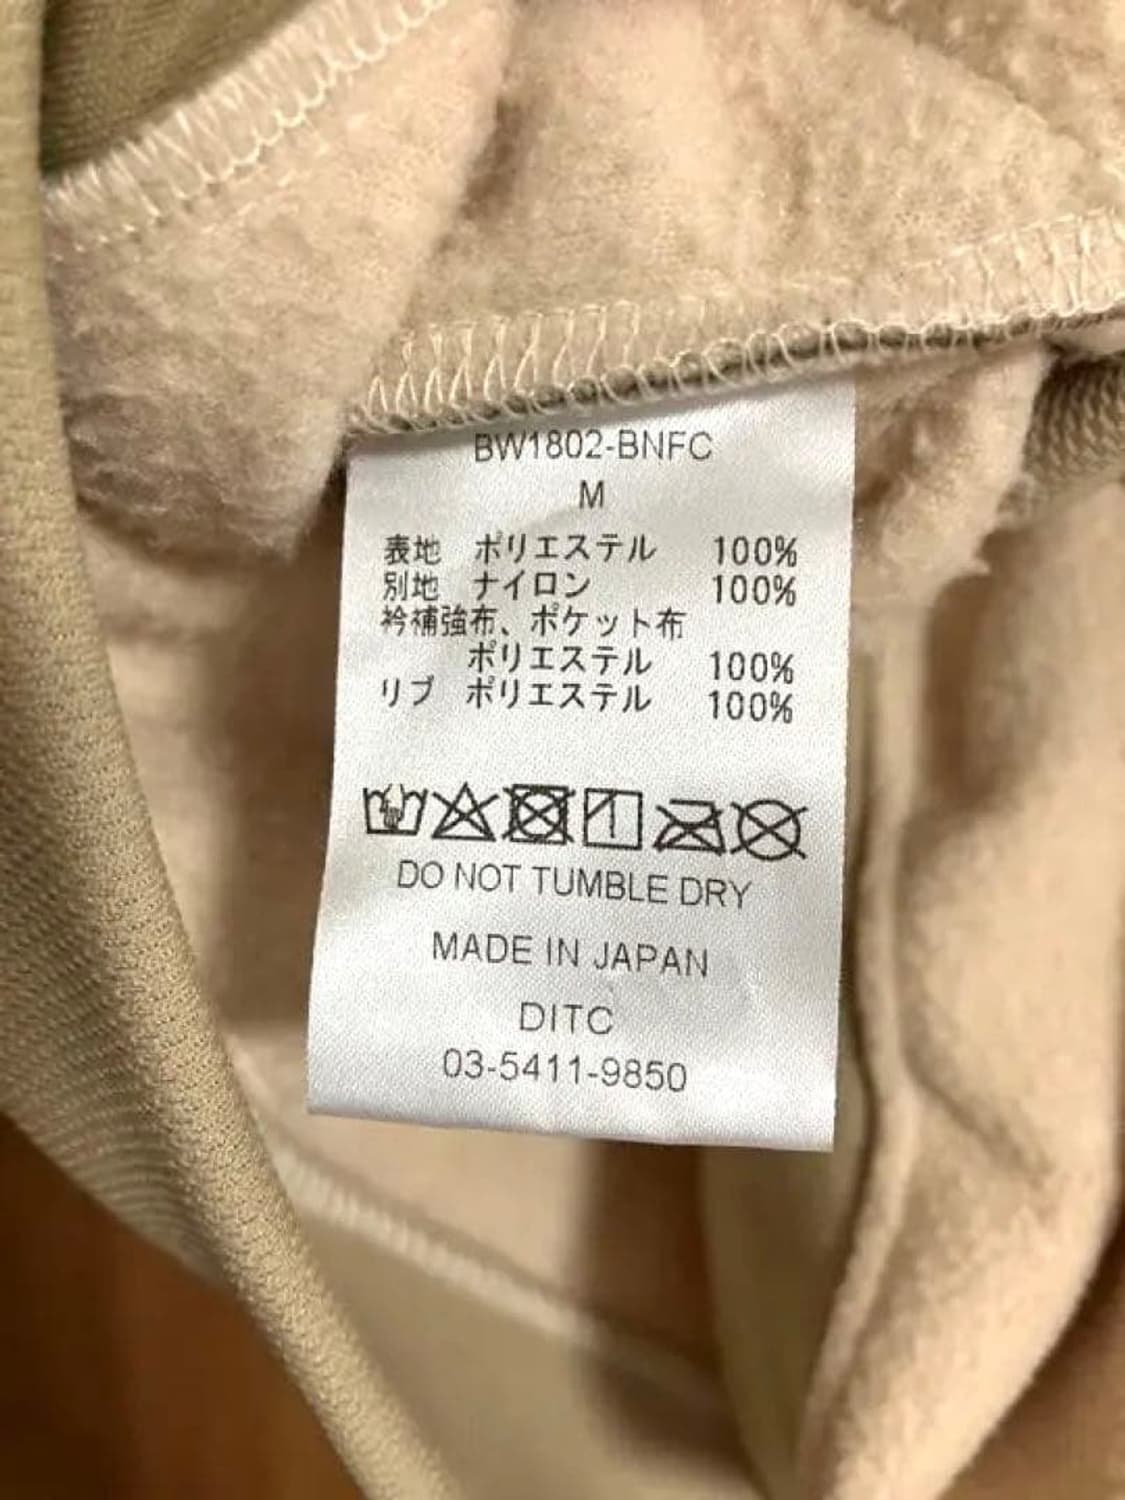 BW1802-BNFC
M
表地 ポリエステル 100%
別地 ナイロン 100%
衿補強布、ポケット布
ポリエステル 100%
リブ ポリエステル 100%
DO NOT TUMBLE DRY
MADE IN JAPAN
DITC
03-5411-9850